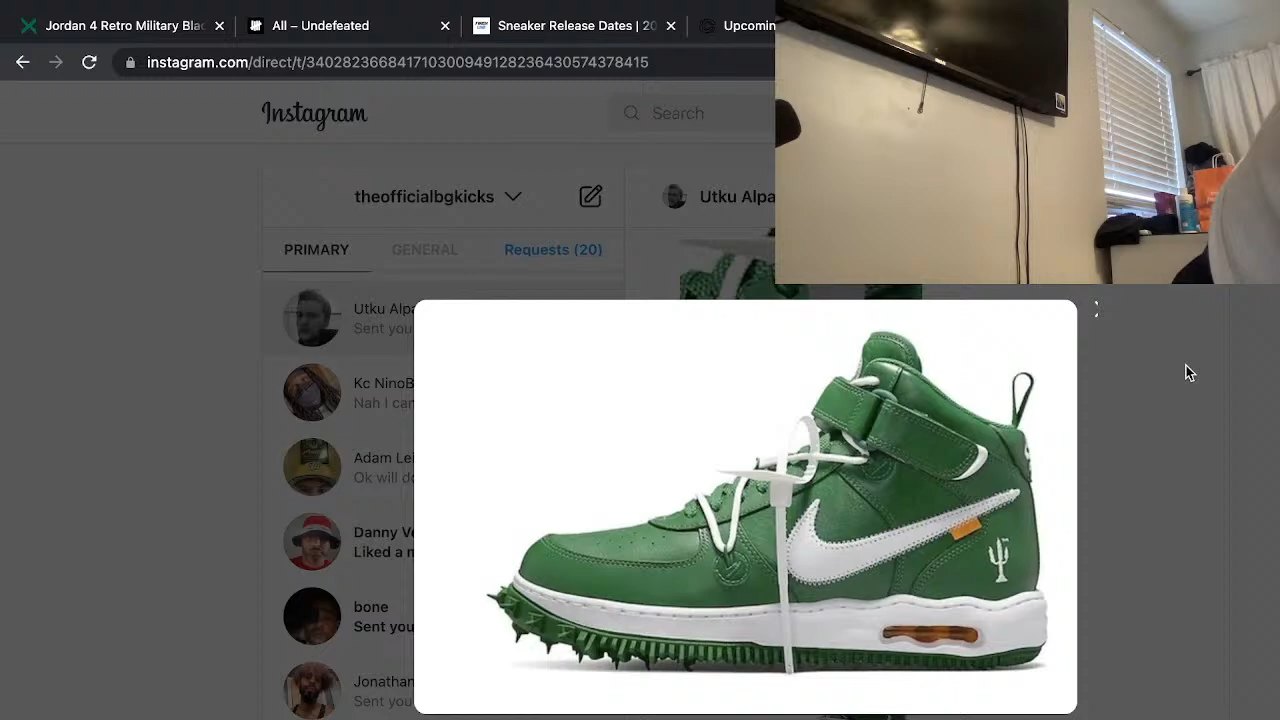 Jordan 4 Retro Military Bla
All – Undefeated
Sneaker Release Dates | 20
Upcomin
instagram.com/direct/t/340282366841710300949128236430574378415
Instagram
Search
theofficialbgkicks
Utku Alpa
PRIMARY
GENERAL
Requests (20)
Utku Alpa
Sent you
Kc NinoB
Nah I can
Adam Lei
Ok will do
Danny Ve
Liked a m
bone
Sent you
Jonathan
Sent you